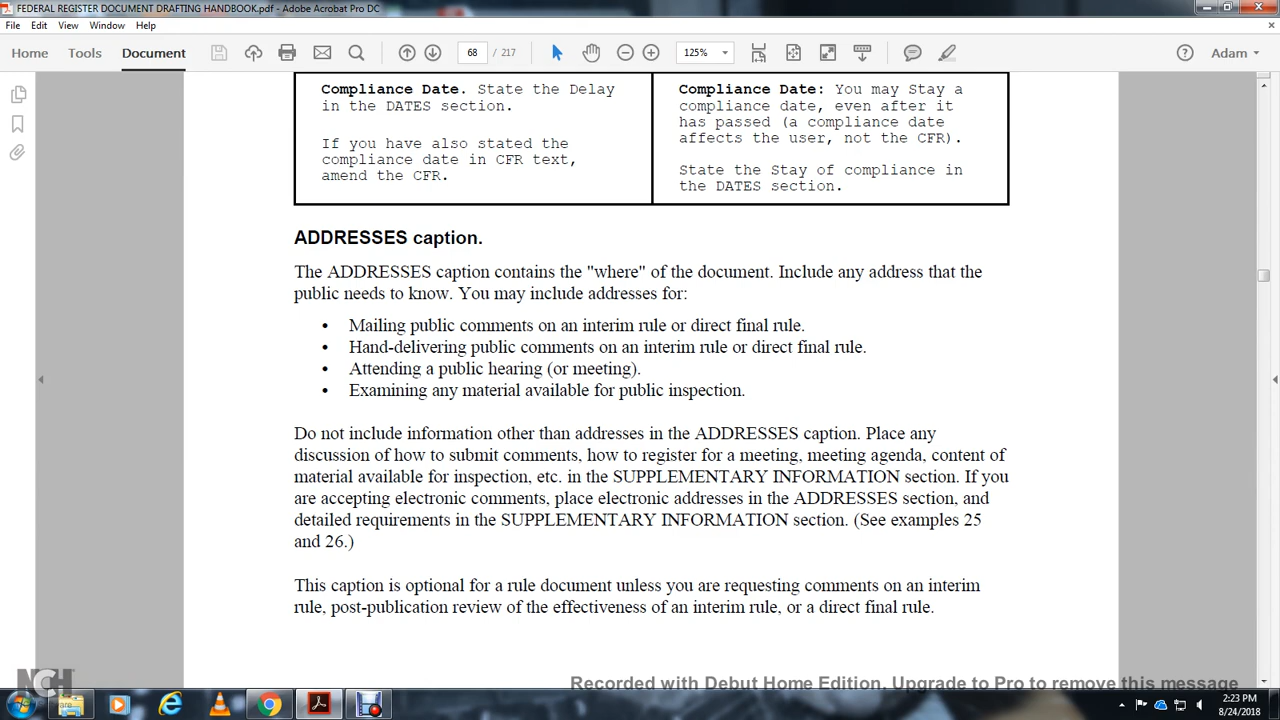 FEDERAL REGISTER DOCUMENT DRAFTING HANDBOOK.pdf - Adobe Acrobat Pro DC
File Edit View Window Help
Home Tools Document 68 / 217 125% Adam
Compliance Date. State the Delay
in the DATES section.
If you have also stated the
compliance date in CFR text,
amend the CFR.
Compliance Date: You may Stay a
compliance date, even after it
has passed (a compliance date
affects the user, not the CFR).
State the Stay of compliance in
the DATES section.
ADDRESSES caption.
The ADDRESSES caption contains the "where" of the document. Include any address that the
public needs to know. You may include addresses for:
• Mailing public comments on an interim rule or direct final rule.
• Hand-delivering public comments on an interim rule or direct final rule.
• Attending a public hearing (or meeting).
• Examining any material available for public inspection.
Do not include information other than addresses in the ADDRESSES caption. Place any
discussion of how to submit comments, how to register for a meeting, meeting agenda, content of
material available for inspection, etc. in the SUPPLEMENTARY INFORMATION section. If you
are accepting electronic comments, place electronic addresses in the ADDRESSES section, and
detailed requirements in the SUPPLEMENTARY INFORMATION section. (See examples 25
and 26.)
This caption is optional for a rule document unless you are requesting comments on an interim
rule, post-publication review of the effectiveness of an interim rule, or a direct final rule.
NCH
Recorded with Debut Home Edition. Upgrade to Pro to remove this message
2:23 PM
8/24/2018